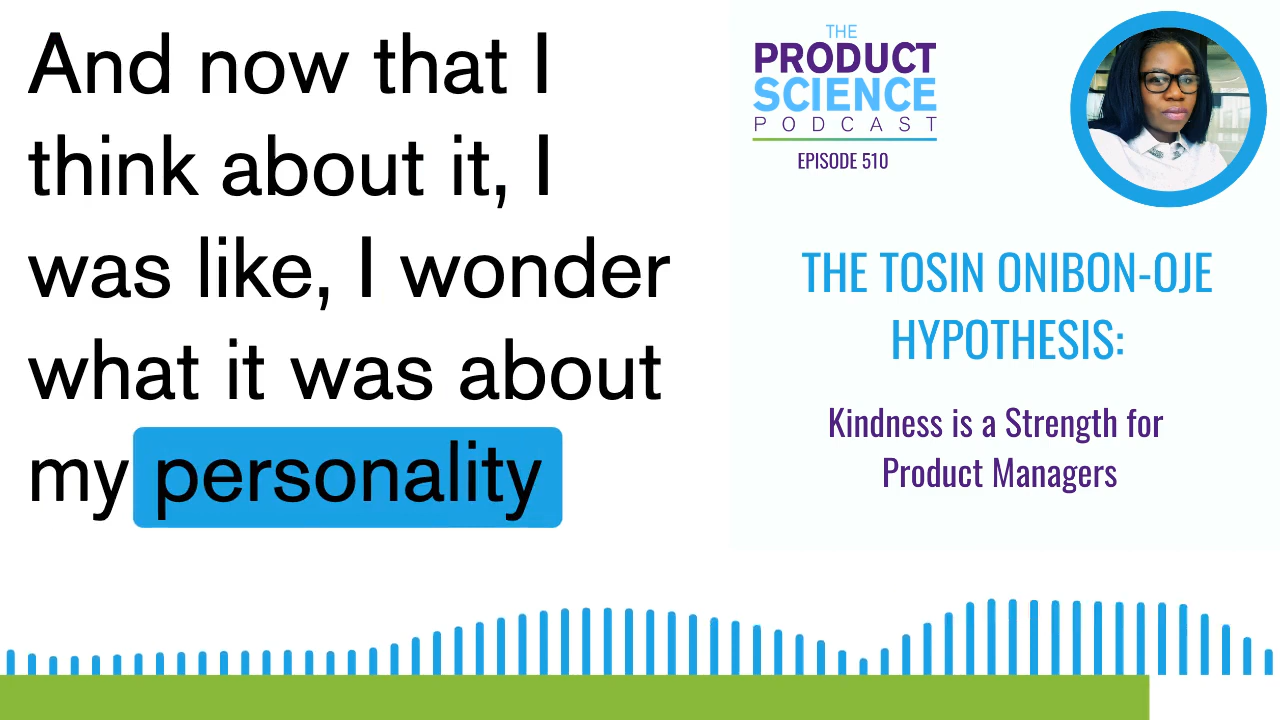 And now that I
think about it, I
was like, I wonder
what it was about
my personality
THE
PRODUCT
SCIENCE
PODCAST
EPISODE 510
THE TOSIN ONIBON-OJE
HYPOTHESIS:
Kindness is a Strength for
Product Managers